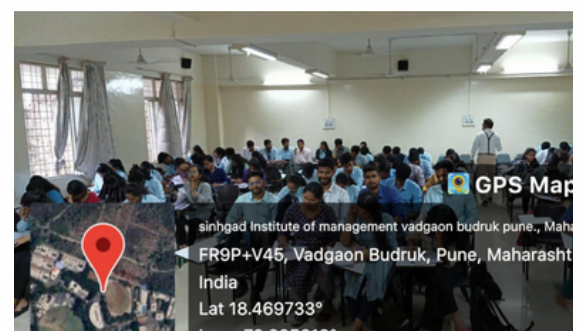 GPS Map
sinhgad Institute of management vadgaon budruk pune., Maha
FR9P+V45, Vadgaon Budruk, Pune, Maharasht
India
Lat 18.469733°